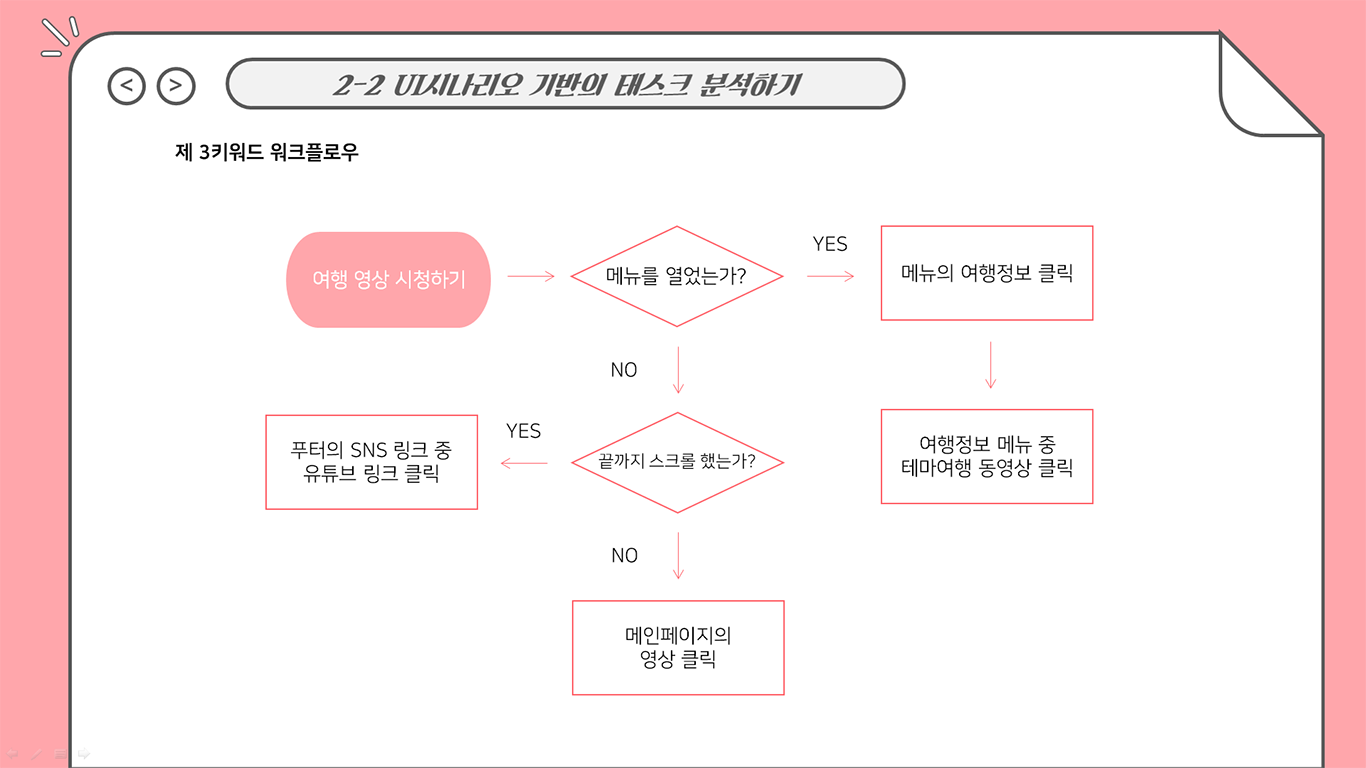 < >
2-2 UI시나리오 기반의 태스크 분석하기
제 3키워드 워크플로우
여행 영상 시청하기
메뉴를 열었는가?
YES
메뉴의 여행정보 클릭
NO
푸터의 SNS 링크 중
유튜브 링크 클릭
YES
끝까지 스크롤 했는가?
여행정보 메뉴 중
테마여행 동영상 클릭
NO
메인페이지의
영상 클릭